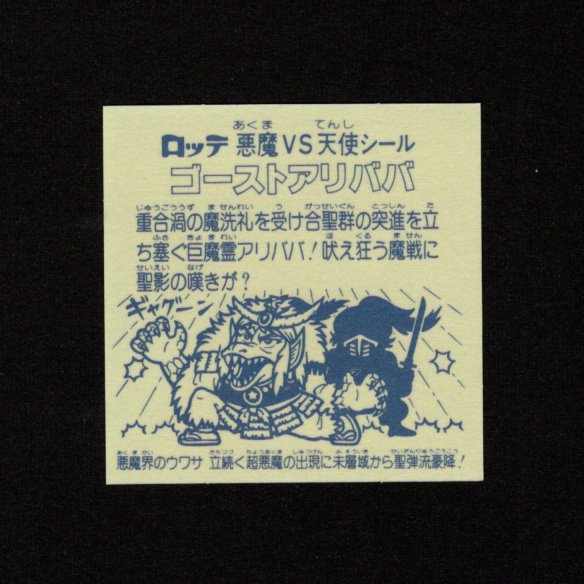 ロッテ 悪魔VS天使シール
ゴーストアリババ
重合渦の魔洗礼を受け合聖群の突進を立
ち塞ぐ巨魔霊アリババ!吠え狂う魔戦に
聖影の嘆きが?
ギャグーン
悪魔界のウワサ 立続く超悪魔の出現に未層域から聖弾流豪降!